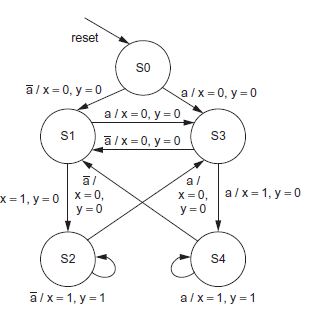 reset
S0
a̅ / x = 0, y = 0
a / x = 0, y = 0
a / x = 0, y = 0
S1
S3
a̅ / x = 0, y = 0
a̅ /
x = 0,
y = 0
a /
x = 0,
y = 0
x = 1, y = 0
a / x = 1, y = 0
S2
S4
a̅ / x = 1, y = 1
a / x = 1, y = 1